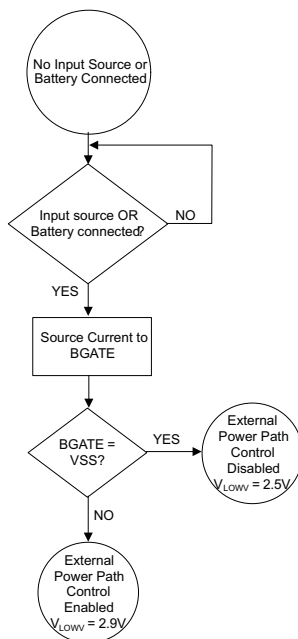 No Input Source or
Battery Connected
Input source OR
Battery connected?
NO
YES
Source Current to
BGATE
BGATE =
VSS?
YES
External
Power Path
Control
Disabled
VLOWV = 2.5V
NO
External
Power Path
Control
Enabled
VLOWV = 2.9V